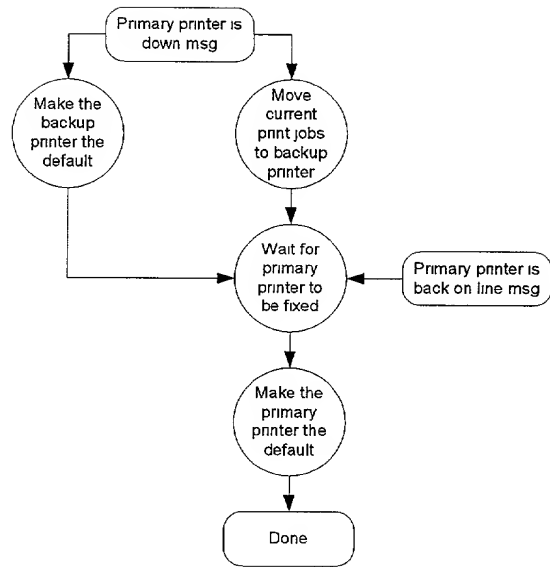 Primary printer is
down msg
Make the
backup
printer the
default
Move
current
print jobs
to backup
printer
Wait for
primary
printer to
be fixed
Primary printer is
back on line msg
Make the
primary
printer the
default
Done